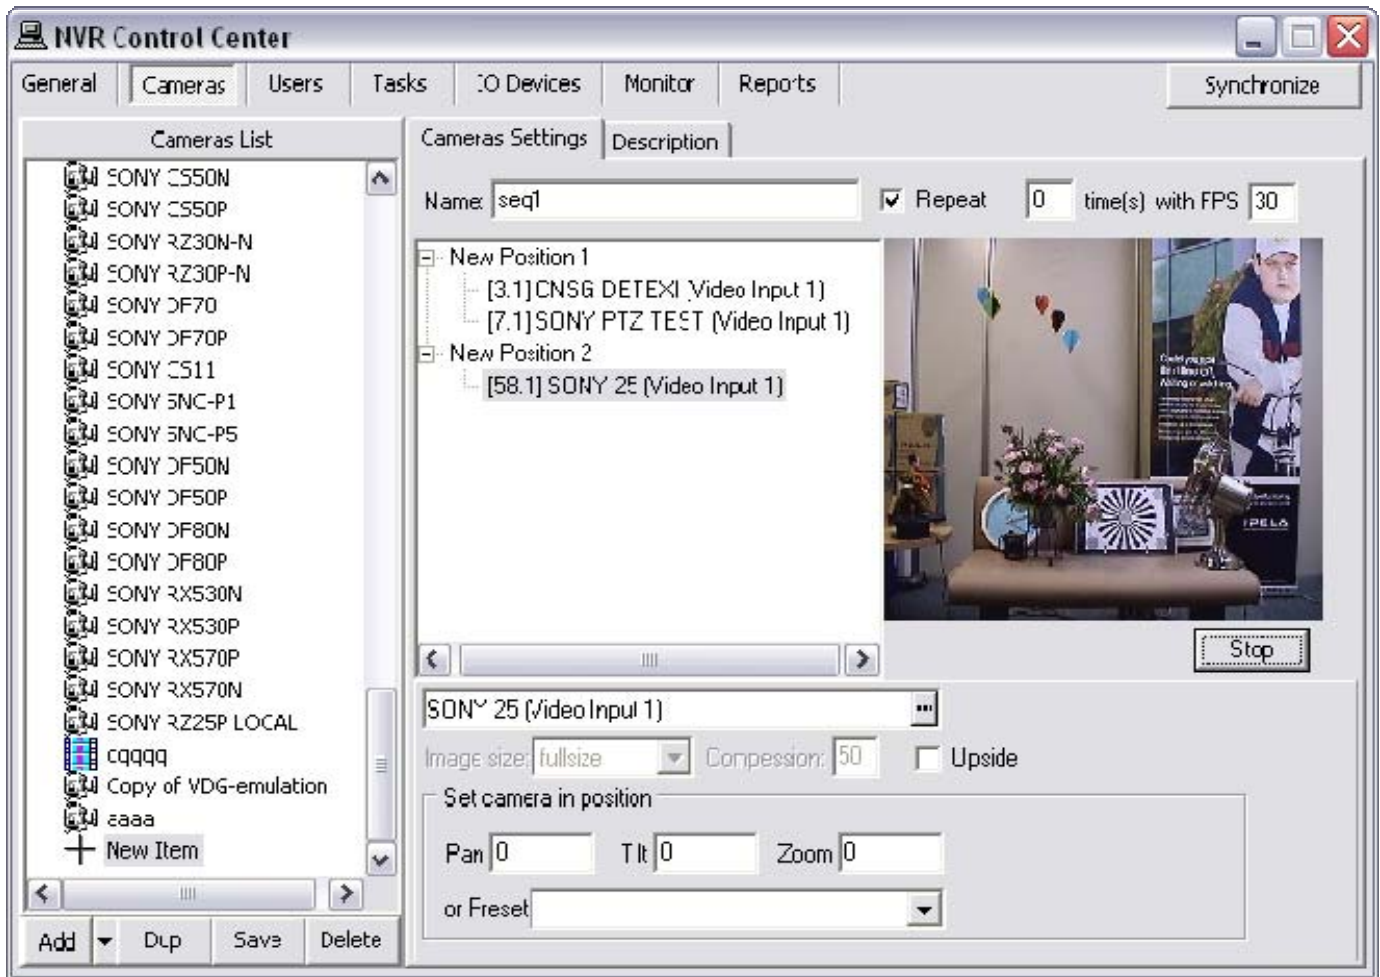 NVR Control Center
General Cameras Users Tasks IO Devices Monitor Reports Synchronize
Cameras List
SONY CS50N
SONY CS50P
SONY RZ30N-N
SONY RZ30P-N
SONY DF70
SONY DF70P
SONY CS11
SONY SNC-P1
SONY SNC-P5
SONY DF50N
SONY DF50P
SONY DF80N
SONY DF80P
SONY RX530N
SONY RX530P
SONY RX570P
SONY RX570N
SONY RZ25P LOCAL
cqqqq
Copy of VDG-emulation
aaaa
New Item
Add Dup Save Delete
Cameras Settings Description
Name: seq1 Repeat 0 time(s) with FPS 30
New Position 1
[3.1]CNSG DETEXI (Video Input 1)
[7.1]SONY PTZ TEST (Video Input 1)
New Position 2
[58.1] SONY 25 (Video Input 1)
IPELA
Stop
SONY 25 (Video Input 1) ...
Image size: fullsize Compession: 50 Upside
Set camera in position
Pan 0 Tilt 0 Zoom 0
or Preset